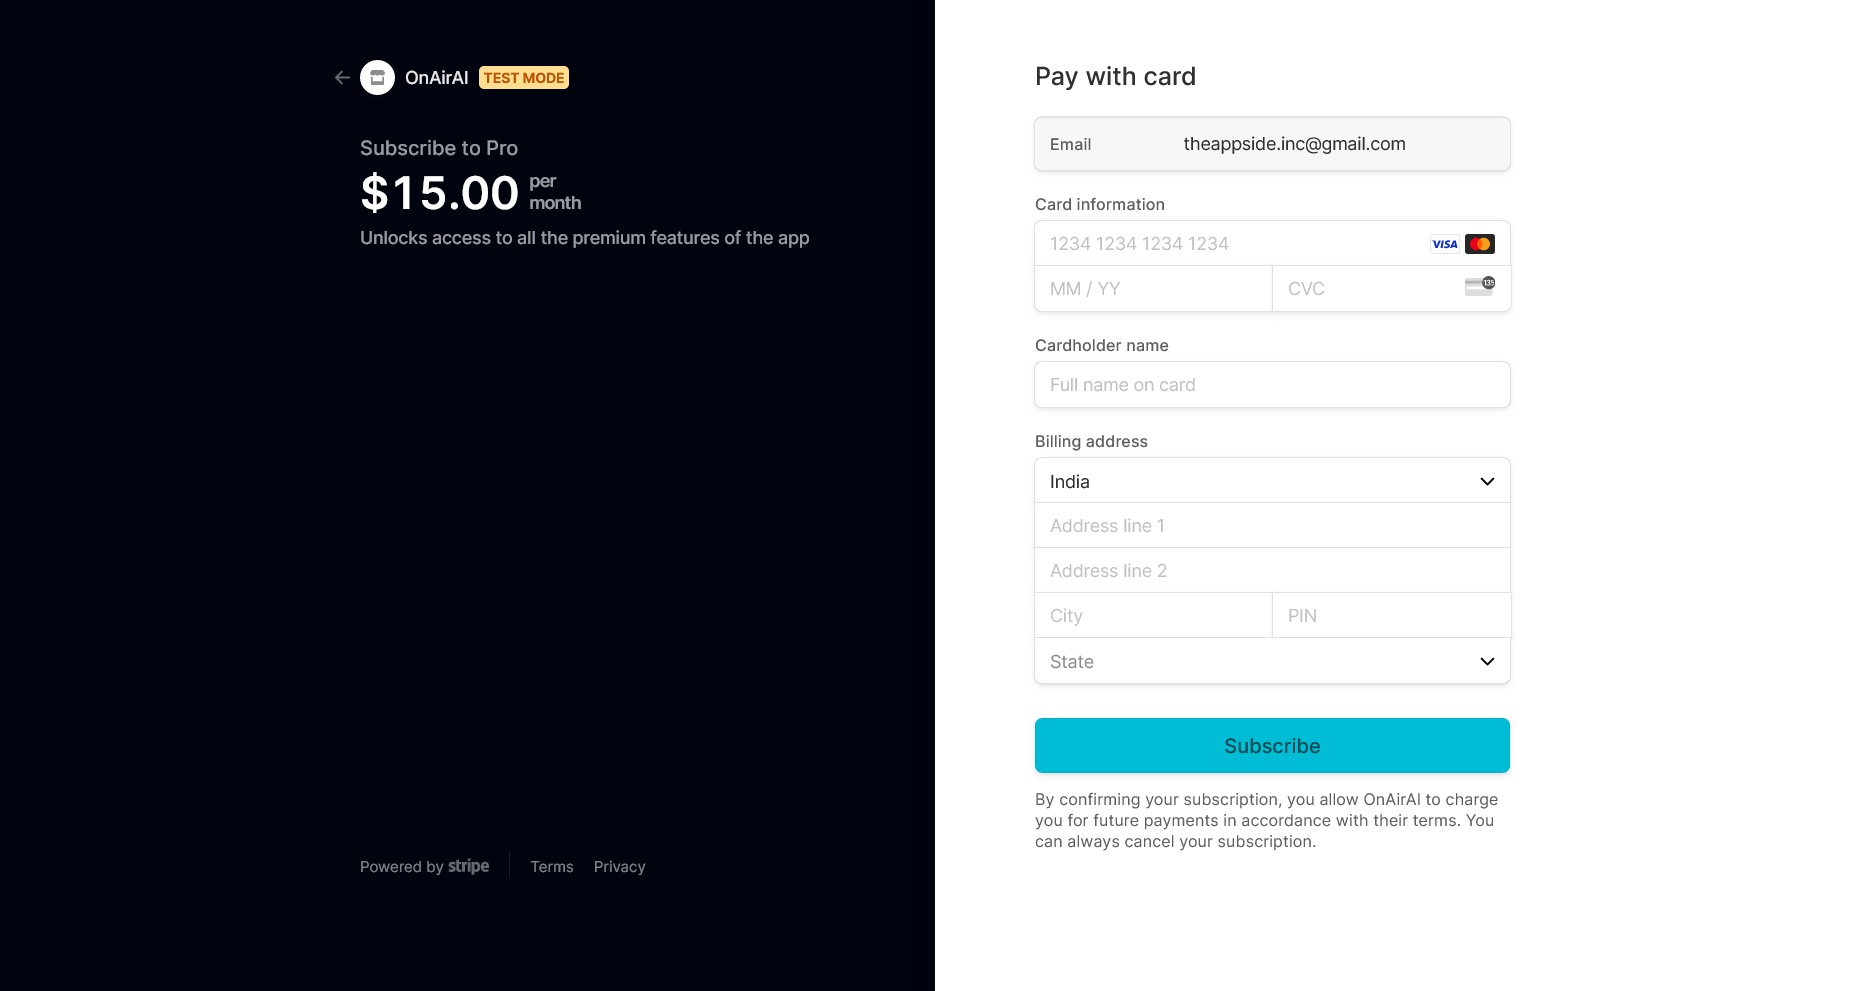 OnAirAI TEST MODE
Subscribe to Pro
$15.00 per month
Unlocks access to all the premium features of the app
Powered by stripe
Terms Privacy
Pay with card
Email theappside.inc@gmail.com
Card information
1234 1234 1234 1234 VISA
MM / YY CVC 135
Cardholder name
Full name on card
Billing address
India
Address line 1
Address line 2
City PIN
State
Subscribe
By confirming your subscription, you allow OnAirAI to charge
you for future payments in accordance with their terms. You
can always cancel your subscription.